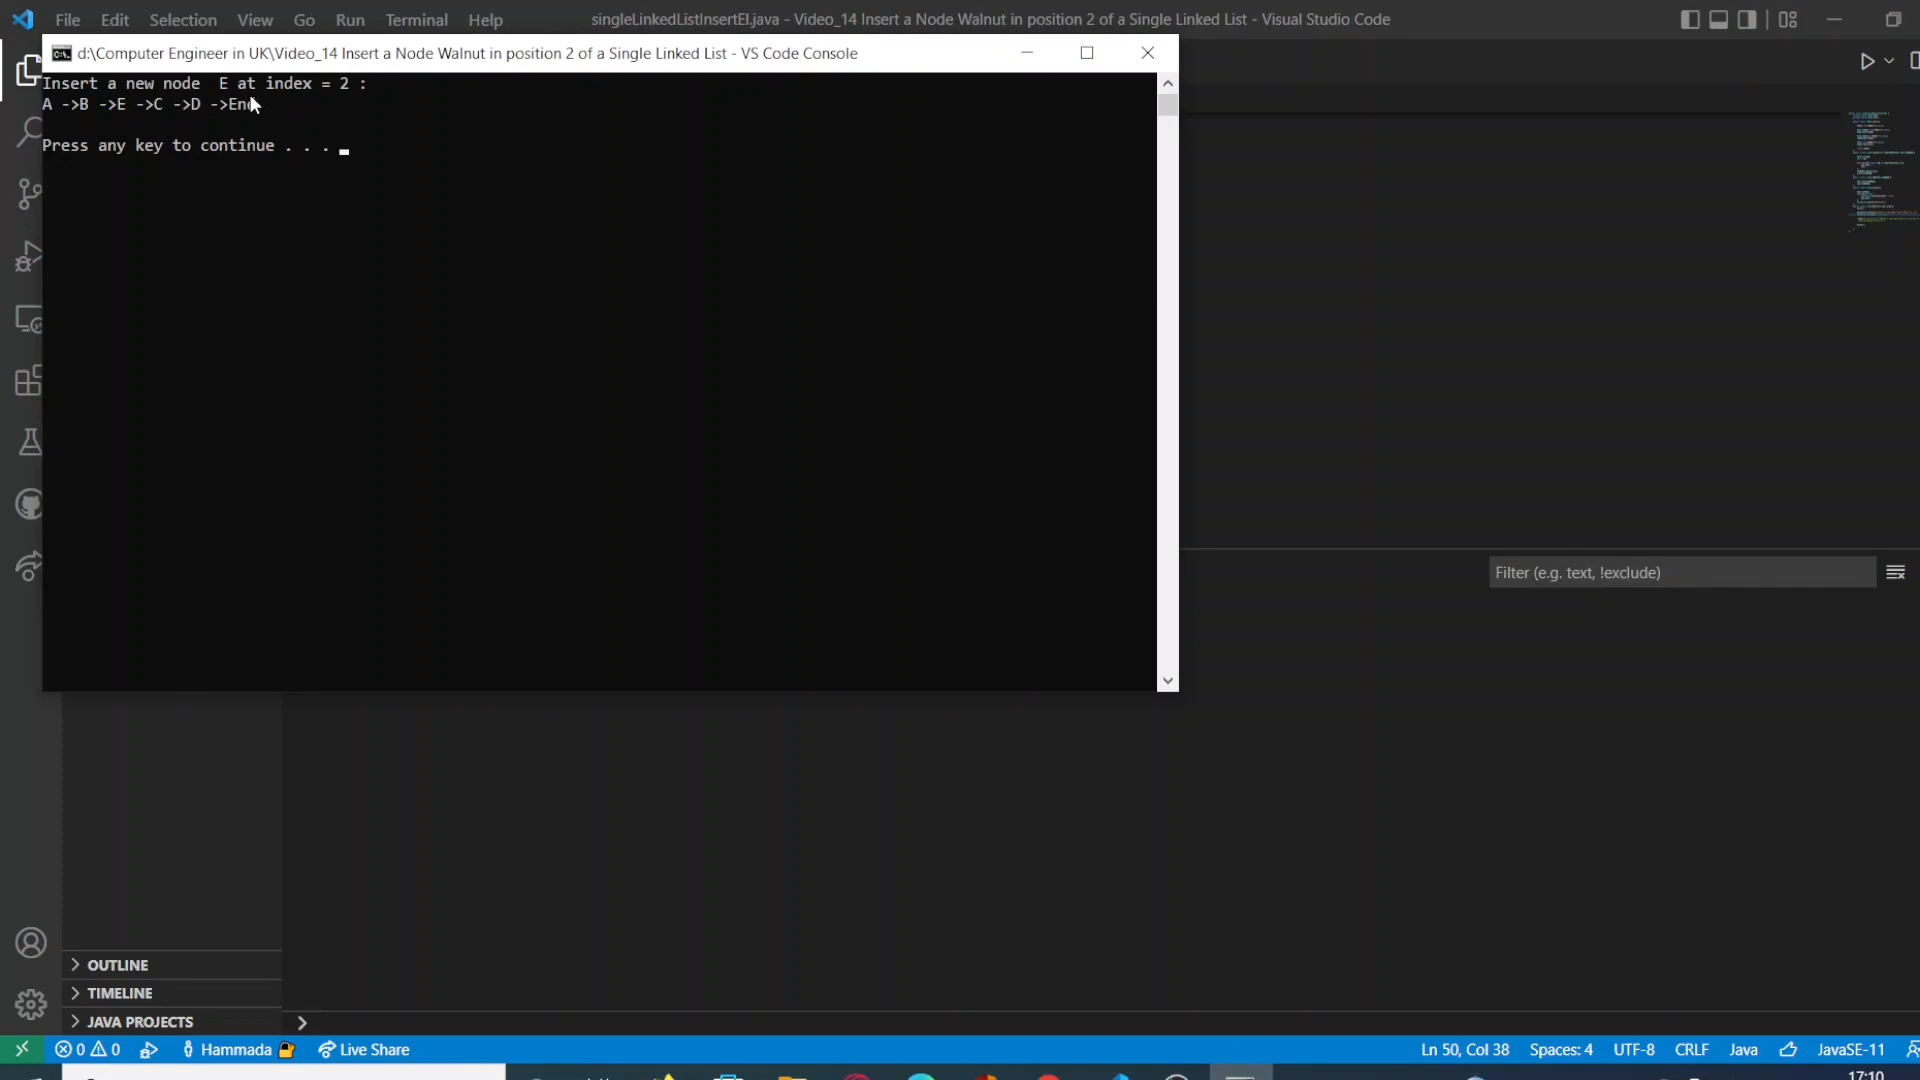 File Edit Selection View Go Run Terminal Help
singleLinkedListInsertEl.java - Video_14 Insert a Node Walnut in position 2 of a Single Linked List - Visual Studio Code
d:\Computer Engineer in UK\Video_14 Insert a Node Walnut in position 2 of a Single Linked List - VS Code Console
Insert a new node  E at index = 2 :
A ->B ->E ->C ->D ->End
Press any key to continue . . .
Filter (e.g. text, !exclude)
OUTLINE
TIMELINE
JAVA PROJECTS
0 0 Hammada Live Share Ln 50, Col 38 Spaces: 4 UTF-8 CRLF Java JavaSE-11
17:10